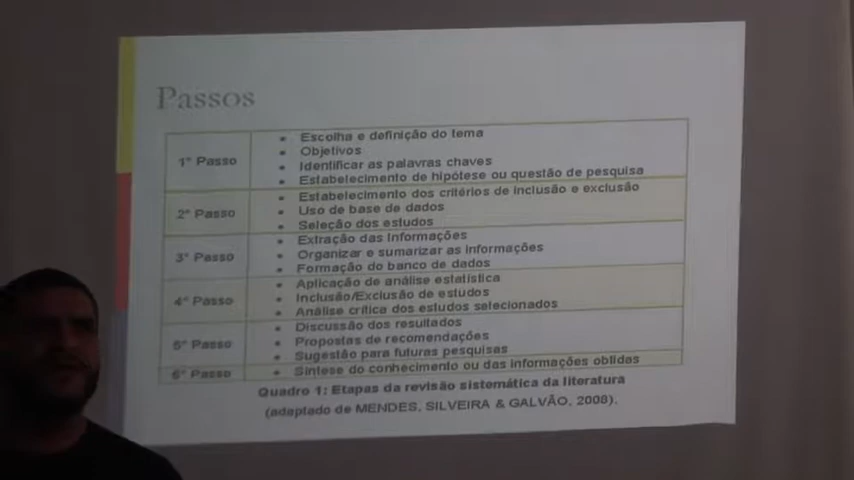 Passos
1º Passo
Escolha e definição do tema
Objetivos
Identificar as palavras chaves
Estabelecimento de hipótese ou questão de pesquisa
2º Passo
Estabelecimento dos critérios de inclusão e exclusão
Uso de base de dados
Seleção dos estudos
3º Passo
Extração das informações
Organizar e sumarizar as informações
Formação do banco de dados
4º Passo
Aplicação de análise estatística
Inclusão/Exclusão de estudos
Análise crítica dos estudos selecionados
5º Passo
Discussão dos resultados
Propostas de recomendações
Sugestão para futuras pesquisas
6º Passo
Síntese do conhecimento ou das informações obtidas
Quadro 1: Etapas da revisão sistemática da literatura
(adaptado de MENDES, SILVEIRA & GALVÃO, 2008).